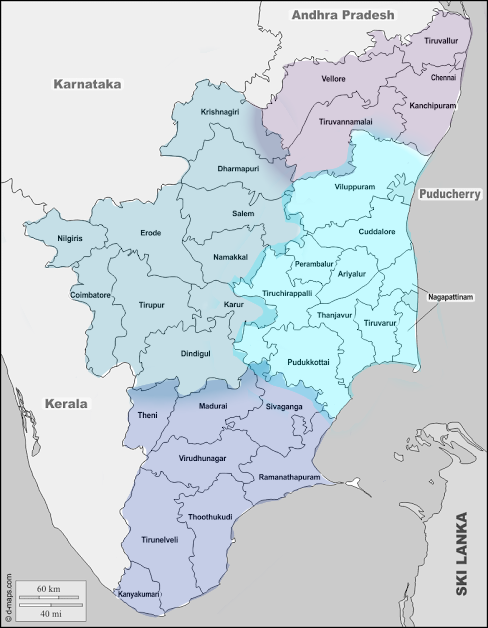 Andhra Pradesh
Tiruvallur
Chennai
Vellore
Karnataka
Kanchipuram
Krishnagiri
Tiruvannamalai
Dharmapuri
Viluppuram
Puducherry
Salem
Cuddalore
Erode
Nilgiris
Namakkal
Perambalur
Ariyalur
Coimbatore
Tiruchirappalli
Nagapattinam
Tirupur
Karur
Thanjavur
Tiruvarur
Dindigul
Pudukkottai
Kerala
Theni
Madurai
Sivaganga
Virudhunagar
Ramanathapuram
Thoothukudi
Tirunelveli
Kanyakumari
SKI LANKA
60 km
40 mi
© d-maps.com